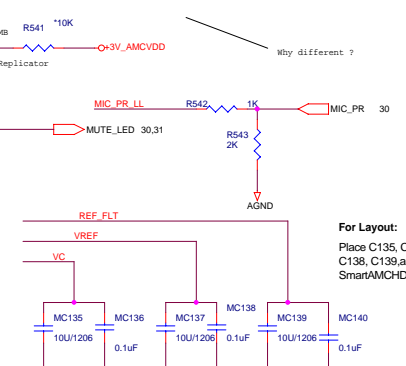 *10K
MB
R541
+3V_AMCVDD
Replicator
Why different ?
MIC_PR_LL
R542
1K
MIC_PR 30
MUTE_LED 30,31
R543
2K
AGND
REF_FLT
VREF
VC
For Layout:
Place C135, C
C138, C139,a
SmartAMCHD
MC135
MC136
MC137
MC138
MC139
MC140
10U/1206
0.1uF
10U/1206
0.1uF
10U/1206
0.1uF